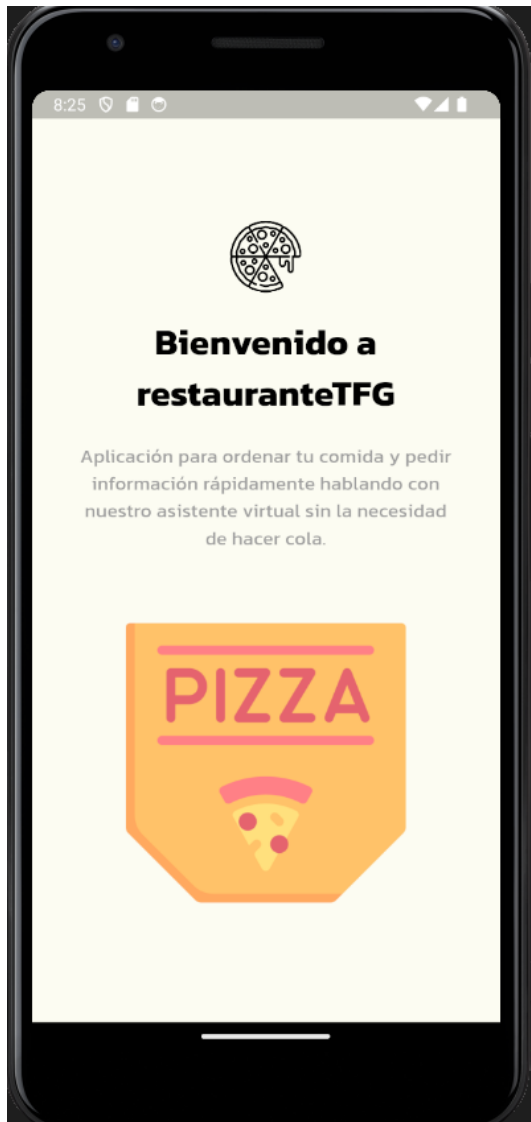 8:25
Bienvenido a
restauranteTFG
Aplicación para ordenar tu comida y pedir
información rápidamente hablando con
nuestro asistente virtual sin la necesidad
de hacer cola.
PIZZA